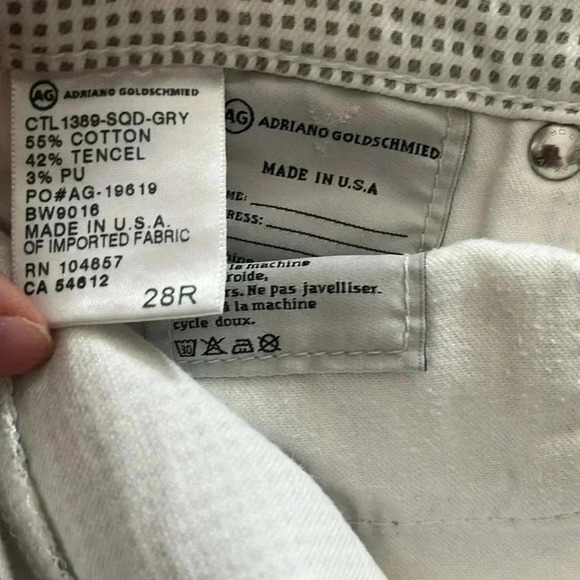 AG ADRIANO GOLDSCHMIED
CTL1389-SQD-GRY
55% COTTON
42% TENCEL
3% PU
PO#AG-19619
BW9016
MADE IN U.S.A.
OF IMPORTED FABRIC
RN 104657
CA 54612
28R
AG ADRIANO GOLDSCHMIED
MADE IN U.S.A
ME:
RESS:
la machine
roide,
rs. Ne pas javelliser.
à la machine
cycle doux.
30